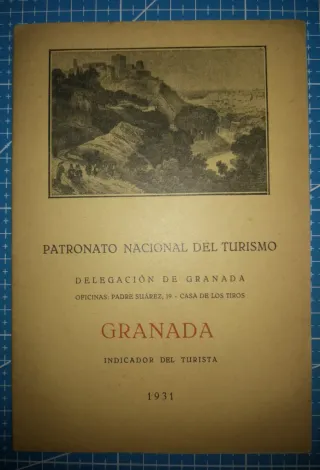 PATRONATO NACIONAL DEL TURISMO
DELEGACIÓN DE GRANADA
OFICINAS: PADRE SUÁREZ, 19 - CASA DE LOS TIROS
GRANADA
INDICADOR DEL TURISTA
1931